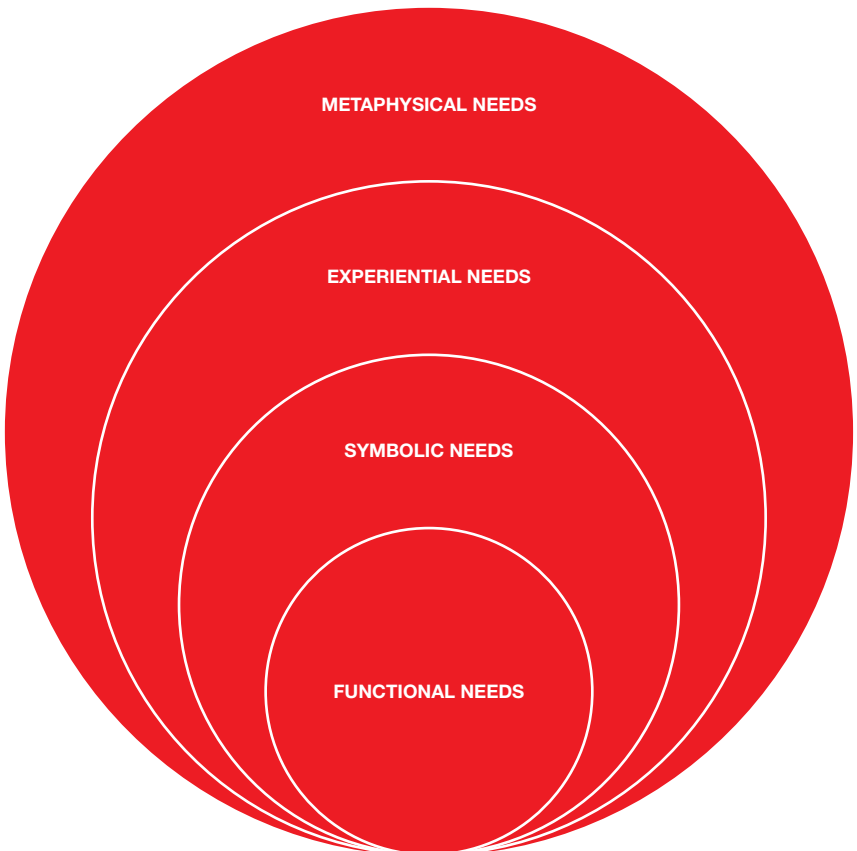 METAPHYSICAL NEEDS
EXPERIENTIAL NEEDS
SYMBOLIC NEEDS
FUNCTIONAL NEEDS